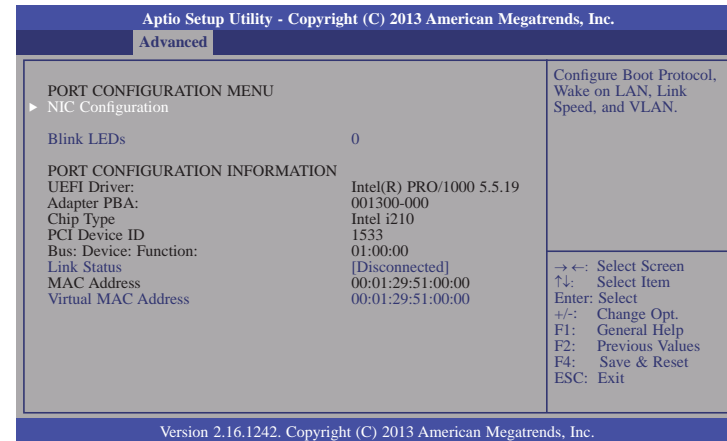 Aptio Setup Utility - Copyright (C) 2013 American Megatrends, Inc.
Advanced
PORT CONFIGURATION MENU
► NIC Configuration
Blink LEDs 0
PORT CONFIGURATION INFORMATION
UEFI Driver: Intel(R) PRO/1000 5.5.19
Adapter PBA: 001300-000
Chip Type Intel i210
PCI Device ID 1533
Bus: Device: Function: 01:00:00
Link Status [Disconnected]
MAC Address 00:01:29:51:00:00
Virtual MAC Address 00:01:29:51:00:00
Configure Boot Protocol,
Wake on LAN, Link
Speed, and VLAN.
→←: Select Screen
↑↓: Select Item
Enter: Select
+/-: Change Opt.
F1: General Help
F2: Previous Values
F4: Save & Reset
ESC: Exit
Version 2.16.1242. Copyright (C) 2013 American Megatrends, Inc.